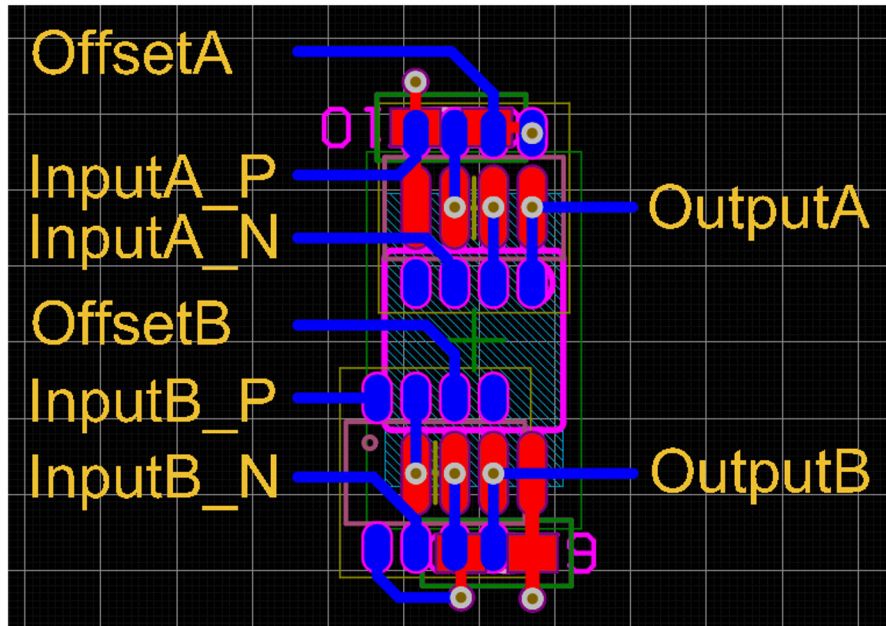 OffsetA
InputA_P
InputA_N
OutputA
OffsetB
InputB_P
InputB_N
OutputB